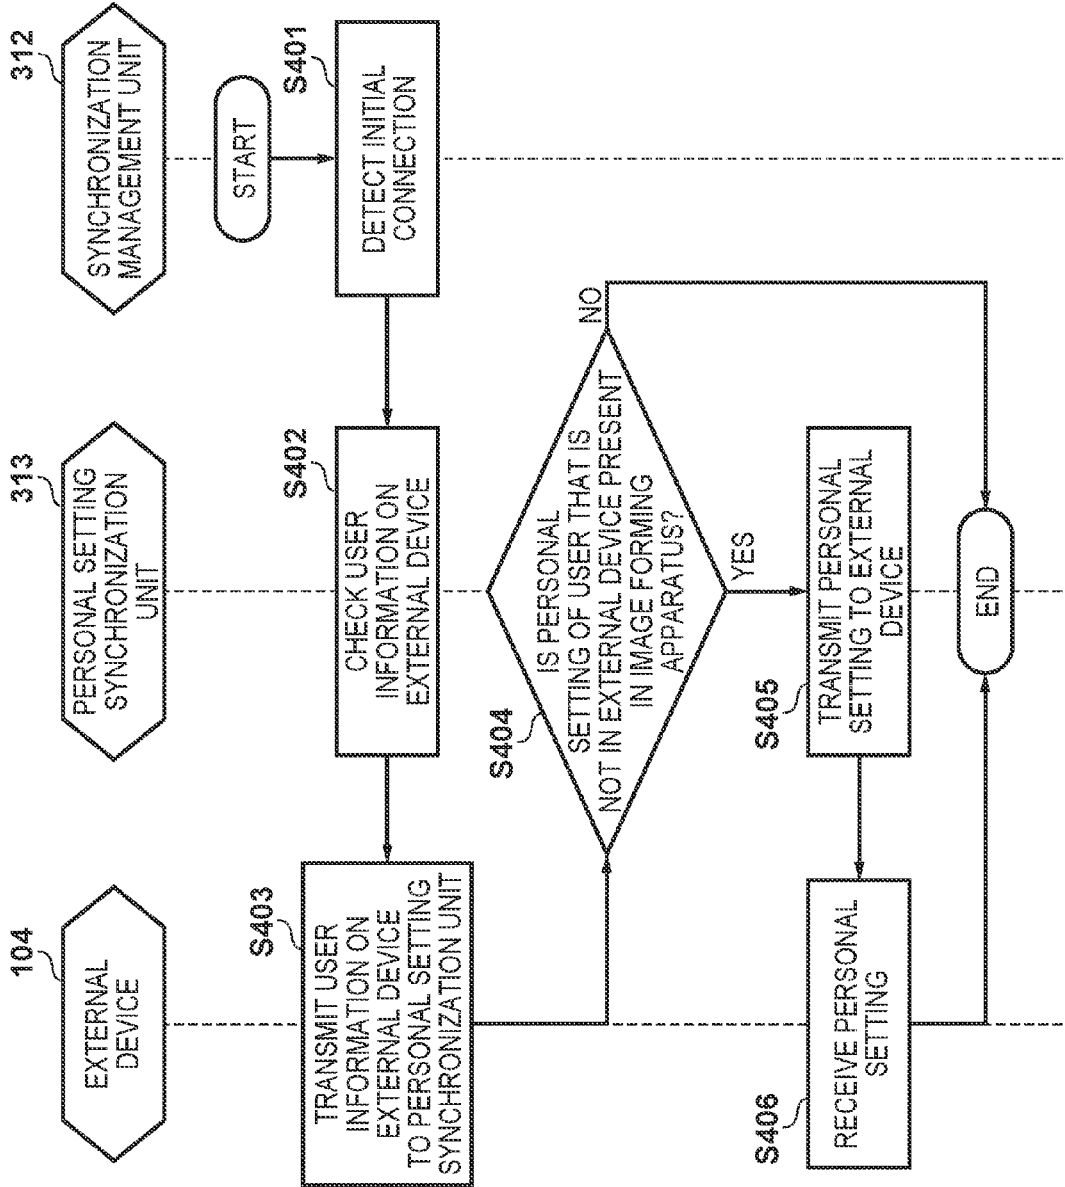 104
EXTERNAL
DEVICE
313
PERSONAL SETTING
SYNCHRONIZATION
UNIT
312
SYNCHRONIZATION
MANAGEMENT UNIT
START
S401
DETECT INITIAL
CONNECTION
S402
CHECK USER
INFORMATION ON
EXTERNAL DEVICE
S403
TRANSMIT USER
INFORMATION ON
EXTERNAL DEVICE
TO PERSONAL SETTING
SYNCHRONIZATION UNIT
S404
IS PERSONAL
SETTING OF USER THAT IS
NOT IN EXTERNAL DEVICE PRESENT
IN IMAGE FORMING
APPARATUS?
NO
YES
S405
TRANSMIT PERSONAL
SETTING TO EXTERNAL
DEVICE
S406
RECEIVE PERSONAL
SETTING
END